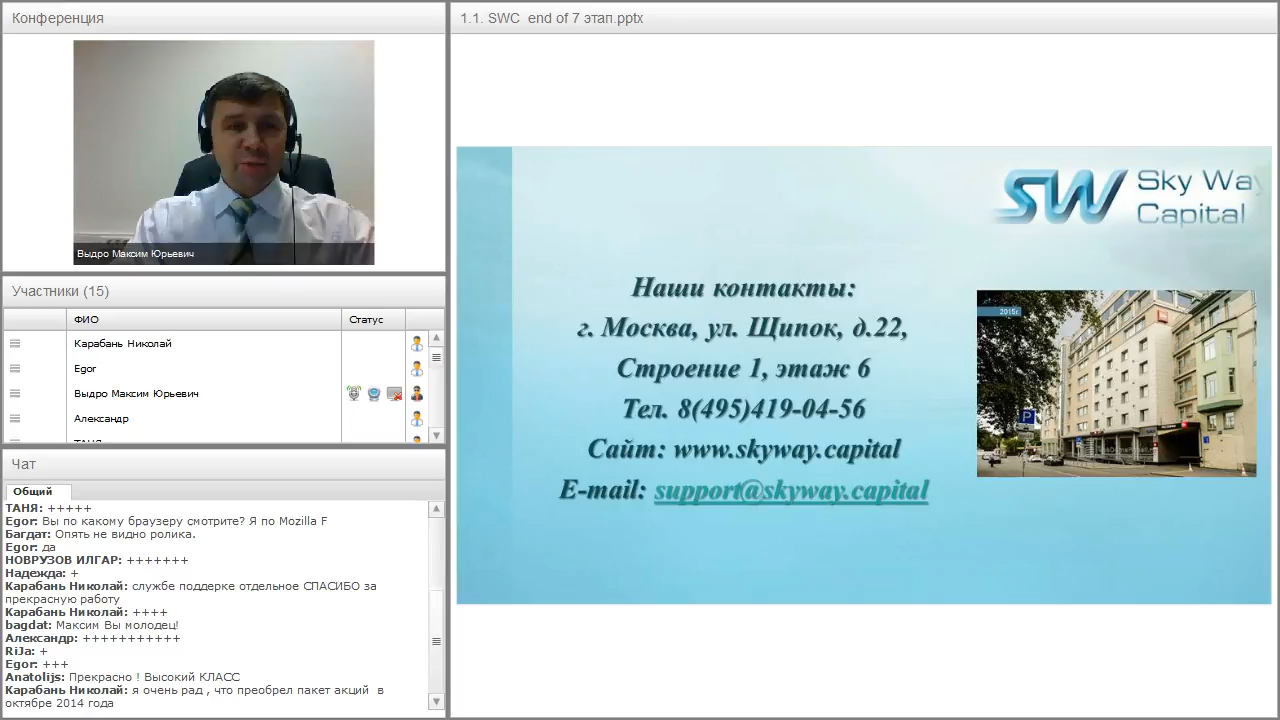 Конференция
Выдро Максим Юрьевич
Участники (15)
ФИО
Статус
Карабань Николай
Egor
Выдро Максим Юрьевич
Александр
ТАНЯ
Чат
Общий
ТАНЯ: +++++
Egor: Вы по какому браузеру смотрите? Я по Mozilla F
Багдат: Опять не видно ролика.
Egor: да
НОВРУЗОВ ИЛГАР: +++++++
Надежда: +
Карабань Николай: службе поддерке отдельное СПАСИБО за
прекрасную работу
Карабань Николай: ++++
bagdat: Максим Вы молодец!
Александр: +++++++++++
RiJa: +
Egor: +++
Anatolijs: Прекрасно ! Высокий КЛАСС
Карабань Николай: я очень рад , что преобрел пакет акций в
октябре 2014 года
1.1. SWC end of 7 этап.pptx
SW Sky Way
Capital
Наши контакты:
г. Москва, ул. Щипок, д.22,
Строение 1, этаж 6
Тел. 8(495)419-04-56
Сайт: www.skyway.capital
E-mail: support@skyway.capital
2015г
P